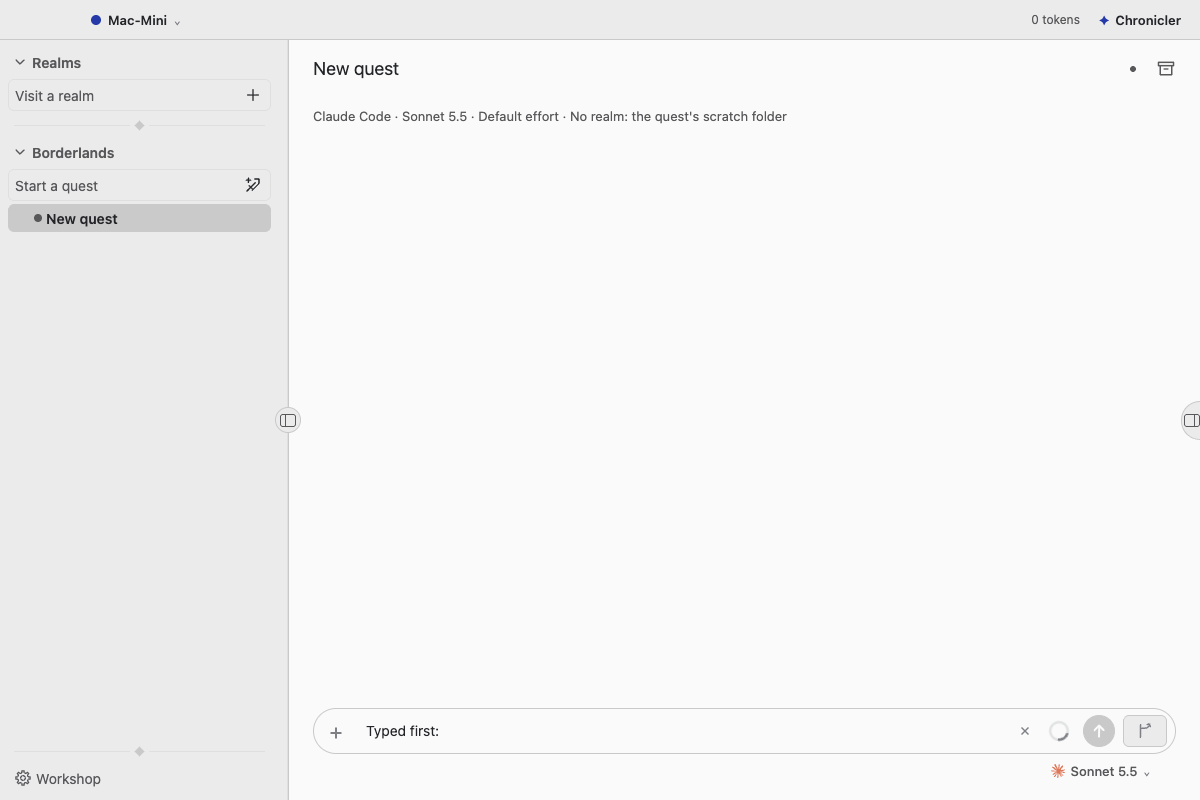 Mac-Mini
0 tokens
Chronicler
Realms
Visit a realm
Borderlands
Start a quest
New quest
Workshop
New quest
Claude Code · Sonnet 5.5 · Default effort · No realm: the quest's scratch folder
Typed first:
Sonnet 5.5